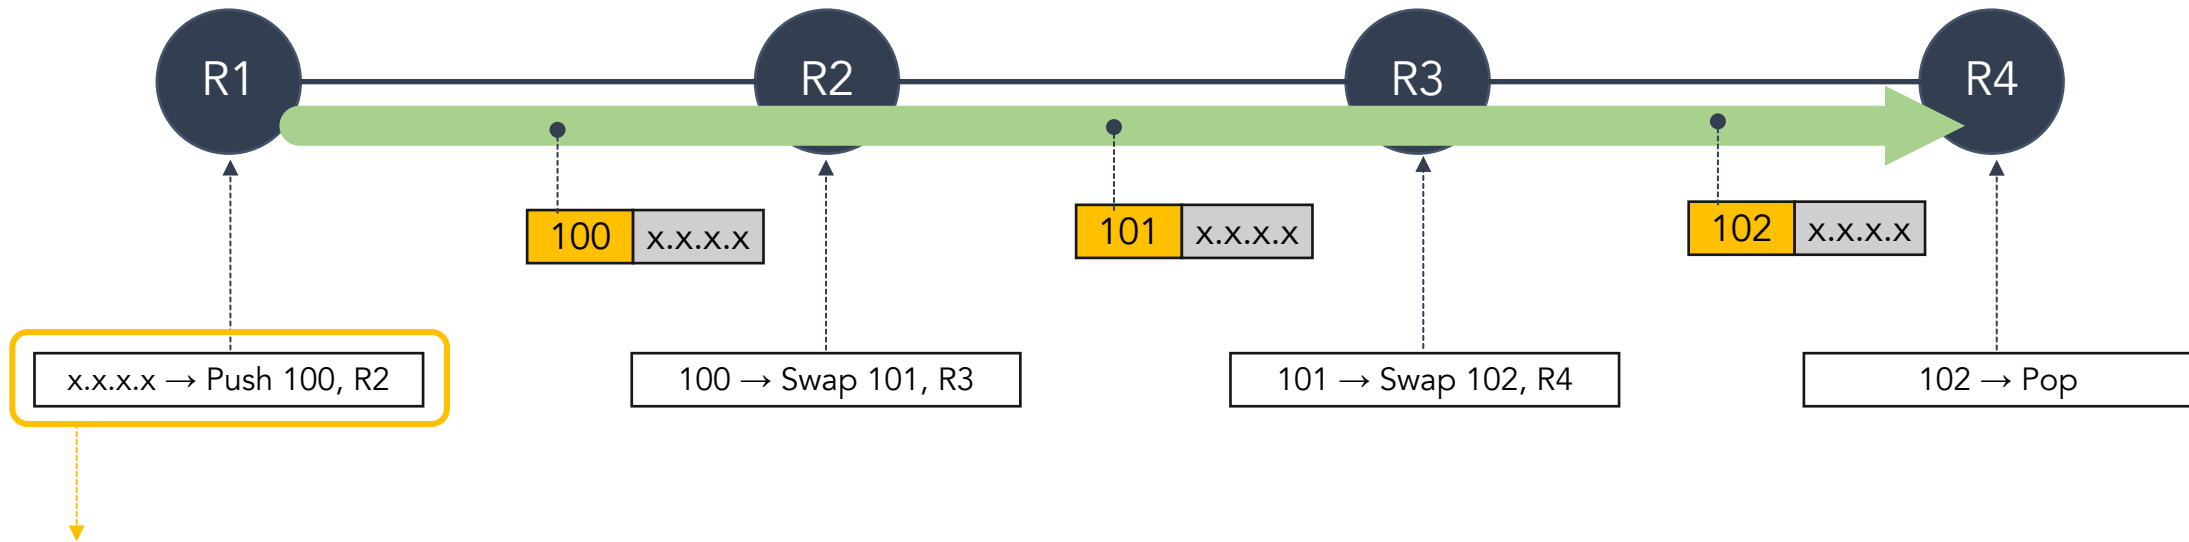 R1
R2
R3
R4
100 x.x.x.x
101 x.x.x.x
102 x.x.x.x
x.x.x.x → Push 100, R2
100 → Swap 101, R3
101 → Swap 102, R4
102 → Pop